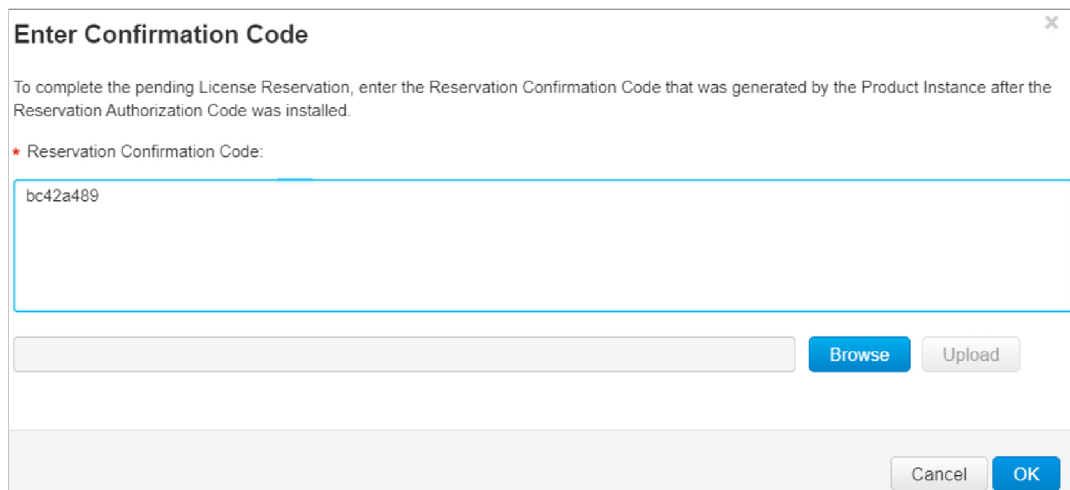 Enter Confirmation Code
×
To complete the pending License Reservation, enter the Reservation Confirmation Code that was generated by the Product Instance after the
Reservation Authorization Code was installed.
* Reservation Confirmation Code:
bc42a489
Browse Upload
Cancel OK